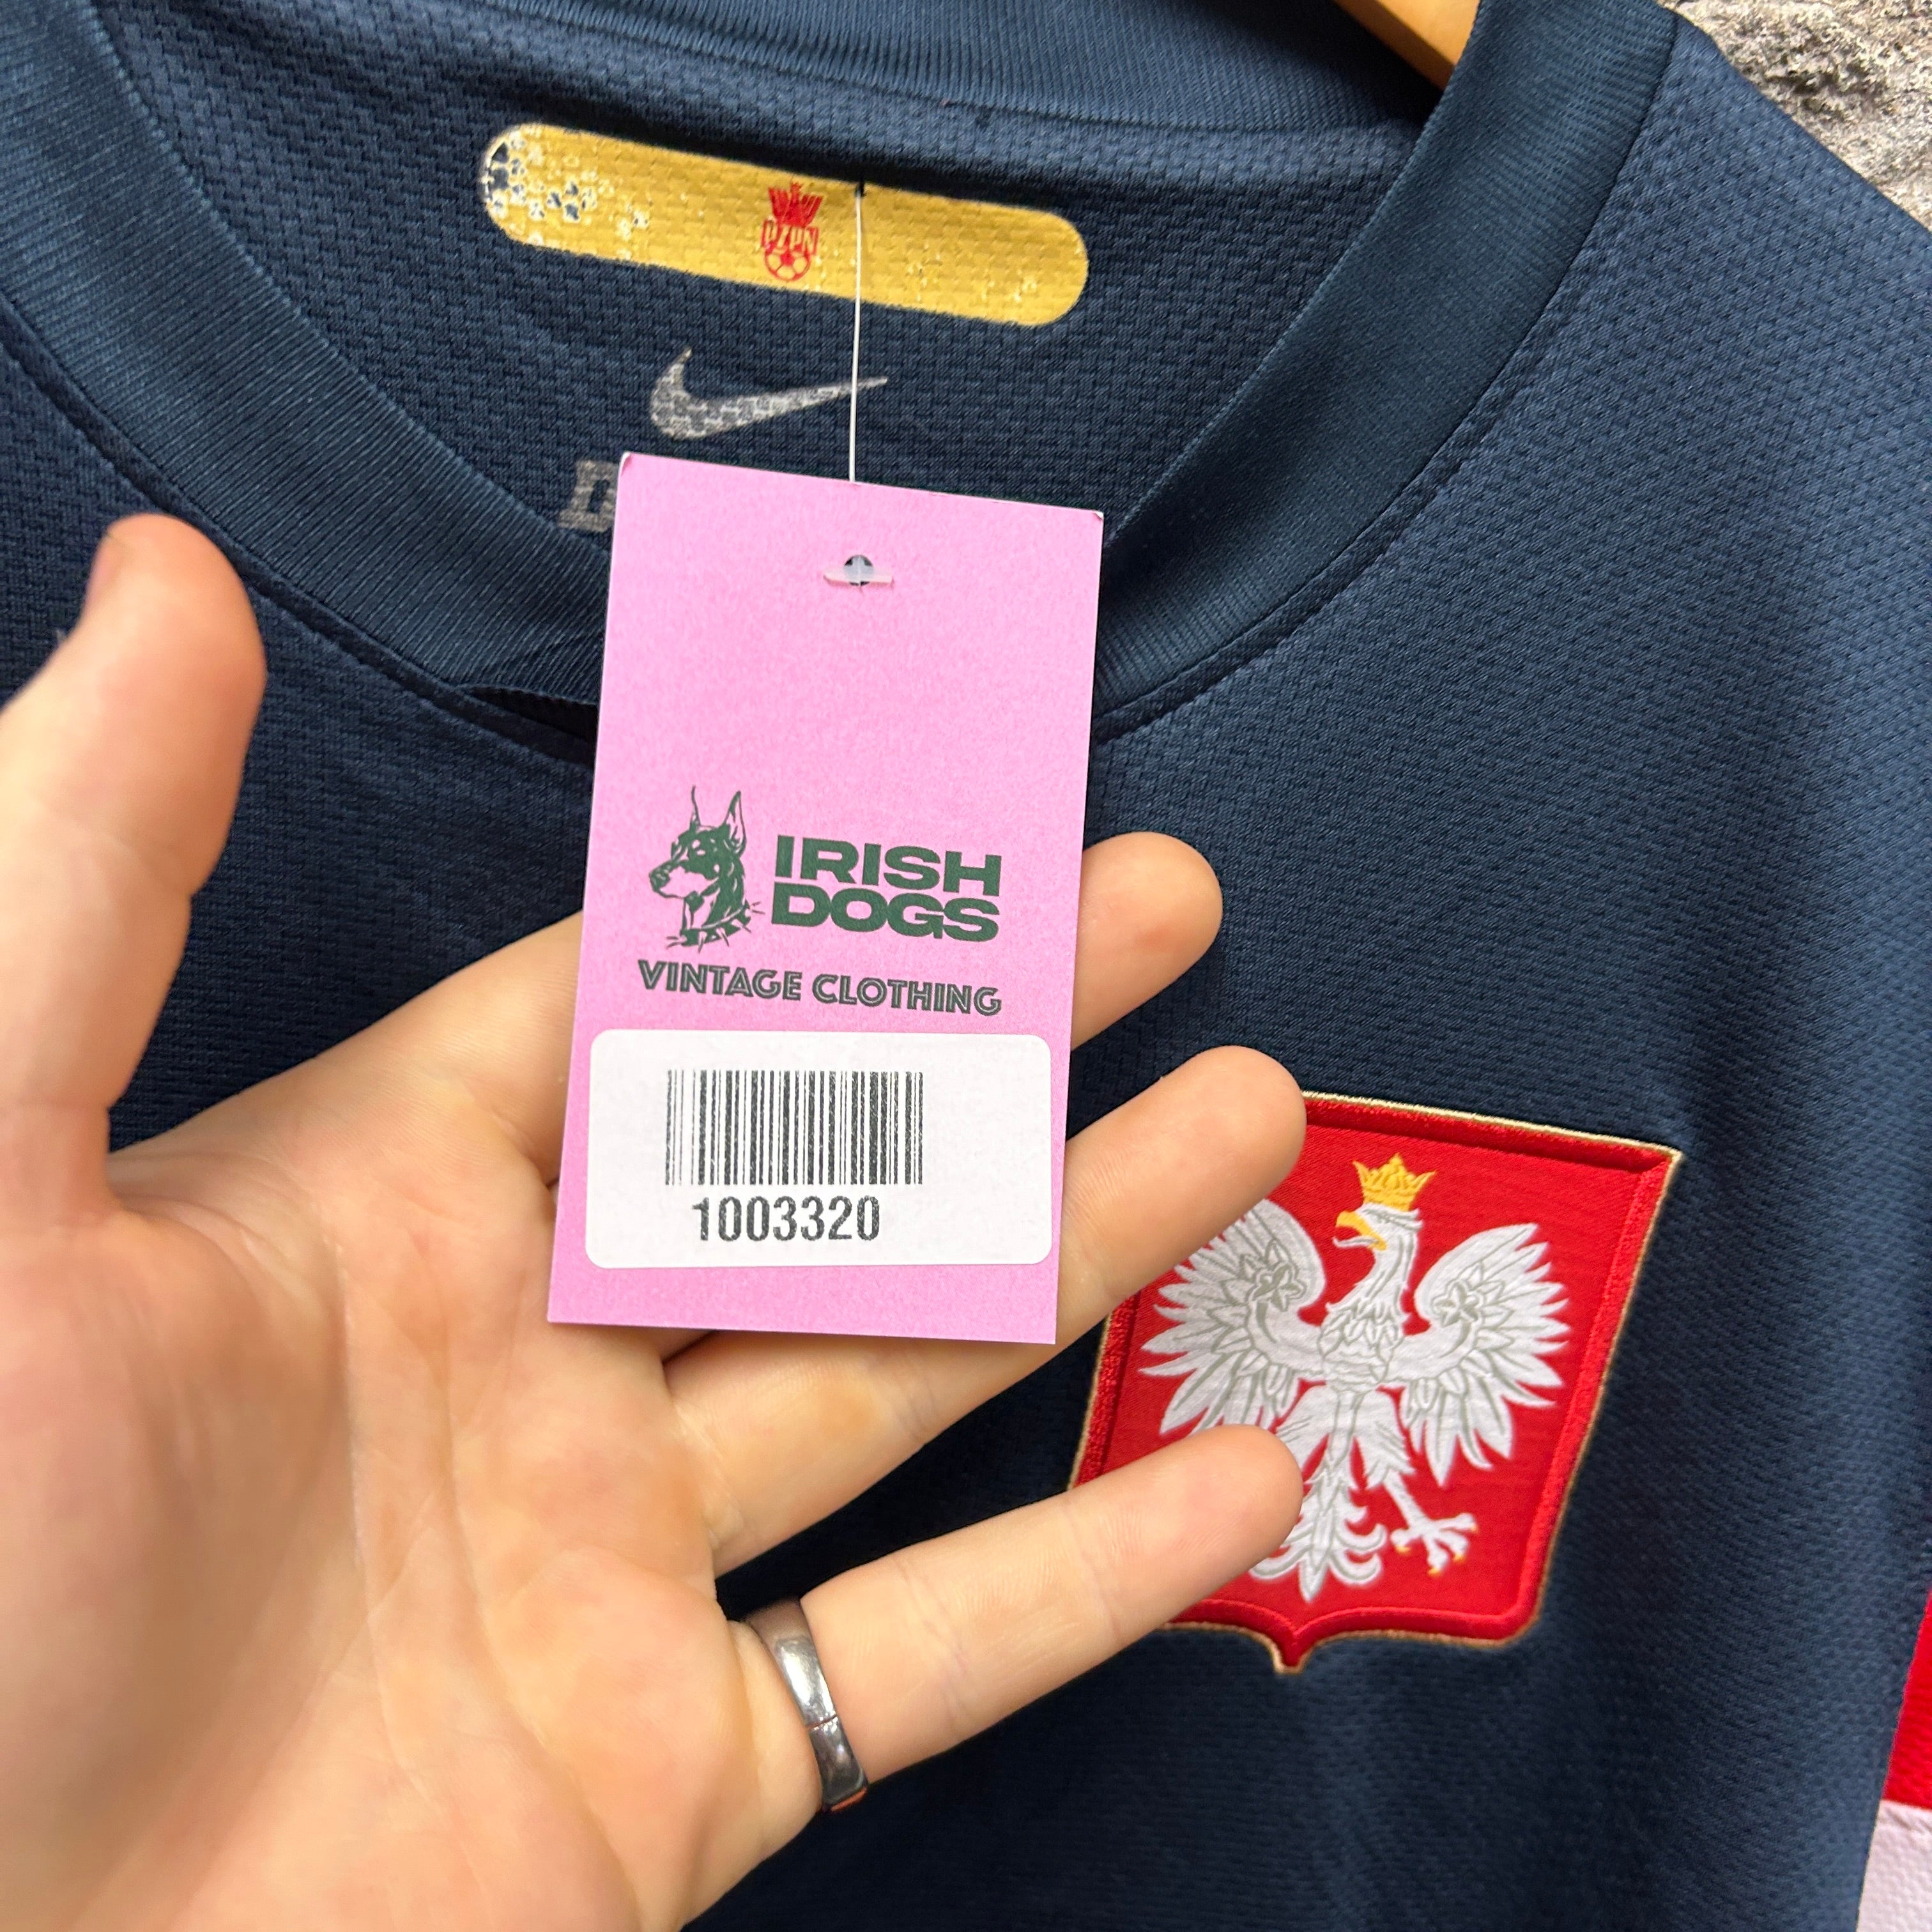 PZPN
IRISH
DOGS
VINTAGE CLOTHING
1003320